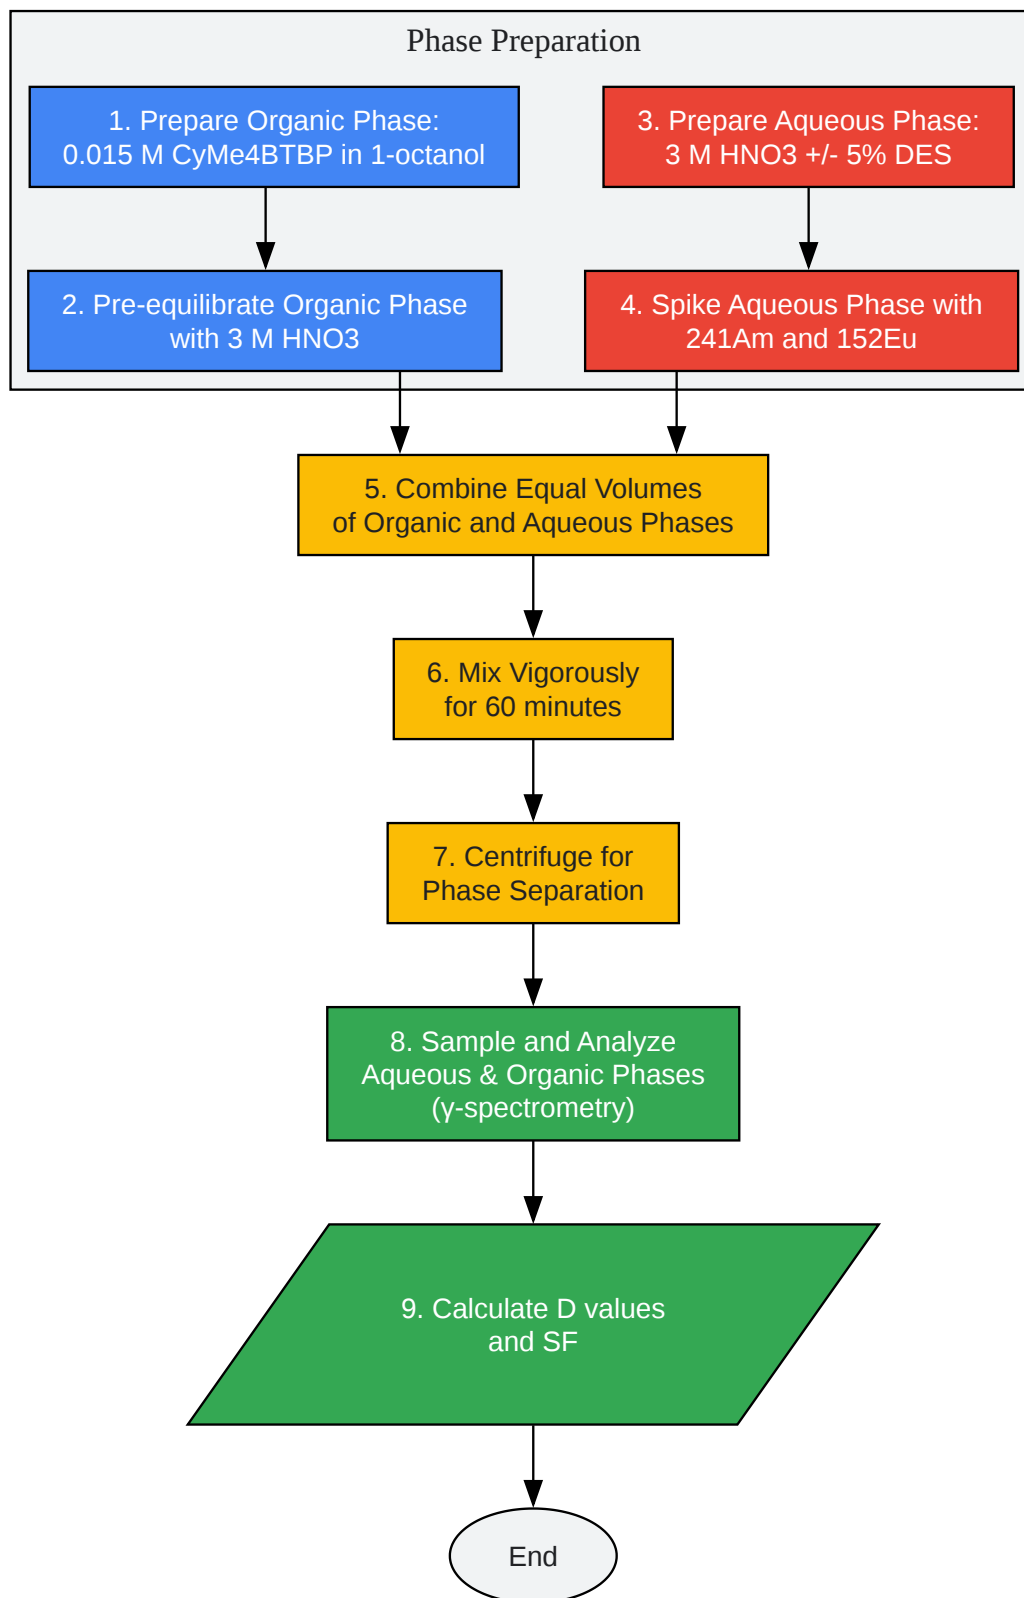 Phase Preparation
1. Prepare Organic Phase:
0.015 M CyMe4BTBP in 1-octanol
3. Prepare Aqueous Phase:
3 M HNO3 +/- 5% DES
2. Pre-equilibrate Organic Phase
with 3 M HNO3
4. Spike Aqueous Phase with
241Am and 152Eu
5. Combine Equal Volumes
of Organic and Aqueous Phases
6. Mix Vigorously
for 60 minutes
7. Centrifuge for
Phase Separation
8. Sample and Analyze
Aqueous & Organic Phases
(γ-spectrometry)
9. Calculate D values
and SF
End